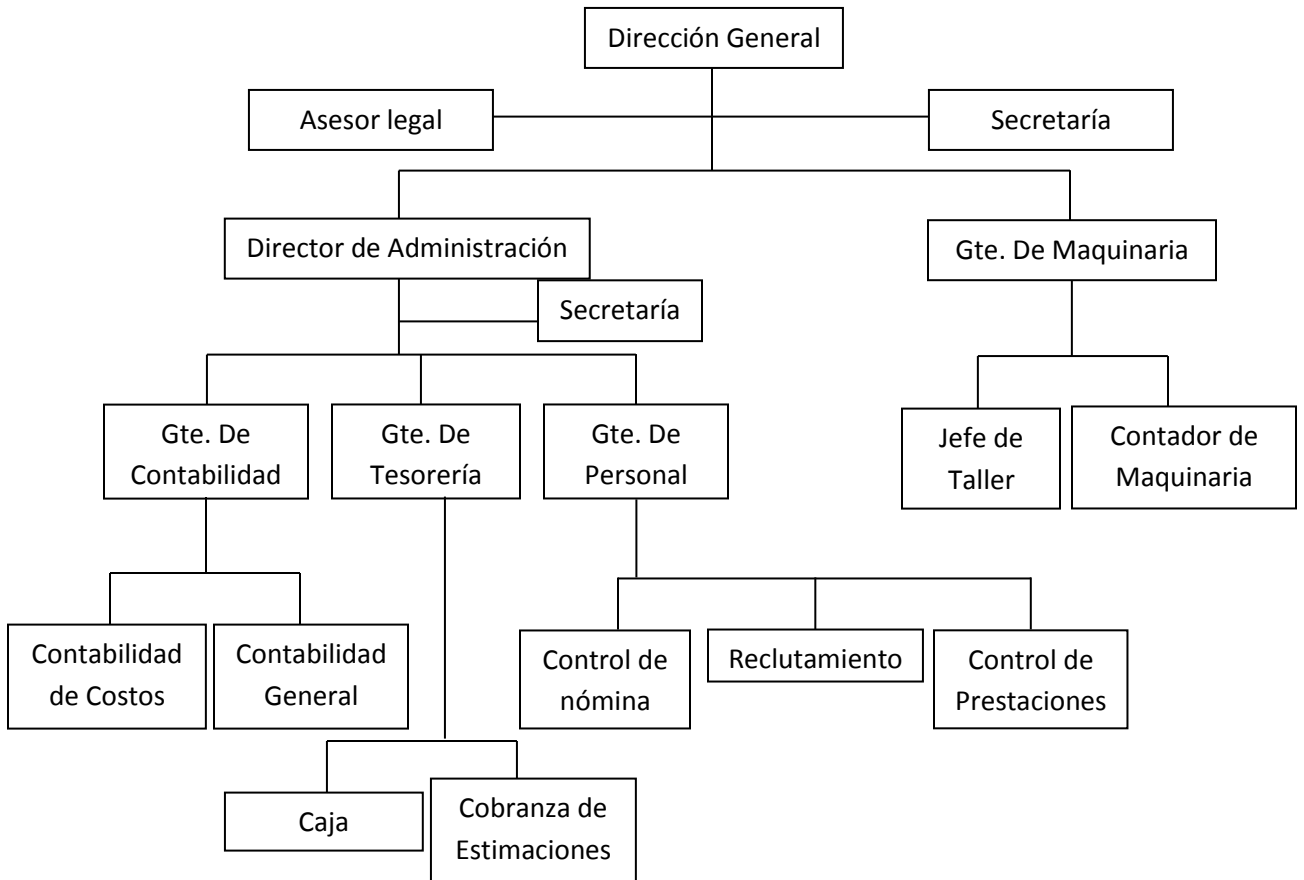 Dirección General
Asesor legal
Secretaría
Director de Administración
Gte. De Maquinaria
Secretaría
Gte. De
Contabilidad
Gte. De
Tesorería
Gte. De
Personal
Jefe de
Taller
Contador de
Maquinaria
Contabilidad
de Costos
Contabilidad
General
Control de
nómina
Reclutamiento
Control de
Prestaciones
Caja
Cobranza de
Estimaciones